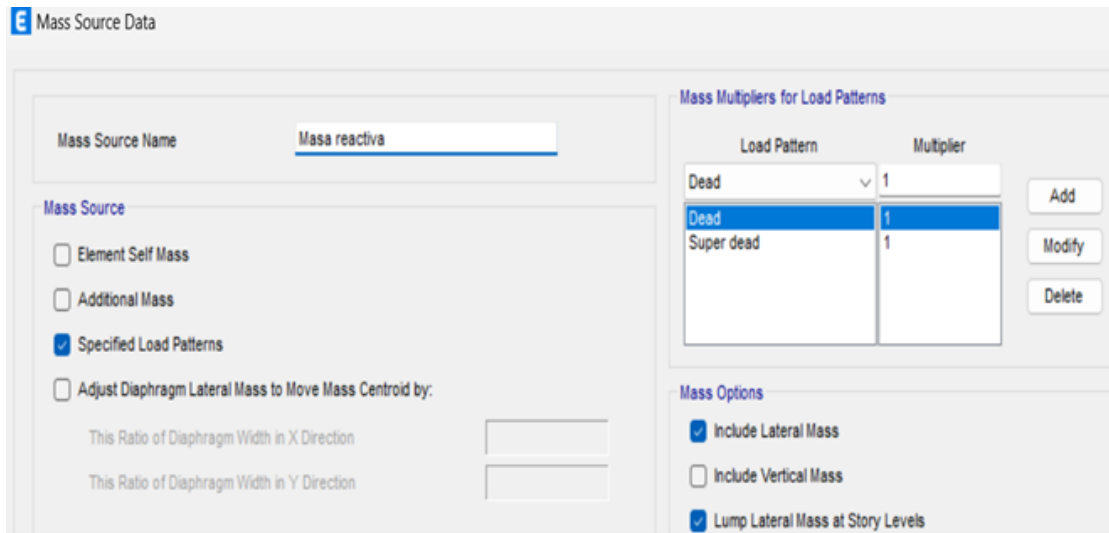 E Mass Source Data
Mass Source Name Masa reactiva
Mass Source
Element Self Mass
Additional Mass
Specified Load Patterns
Adjust Diaphragm Lateral Mass to Move Mass Centroid by:
This Ratio of Diaphragm Width in X Direction
This Ratio of Diaphragm Width in Y Direction
Mass Multipliers for Load Patterns
Load Pattern Multiplier
Dead 1
Dead 1
Super dead 1
Add
Modify
Delete
Mass Options
Include Lateral Mass
Include Vertical Mass
Lump Lateral Mass at Story Levels